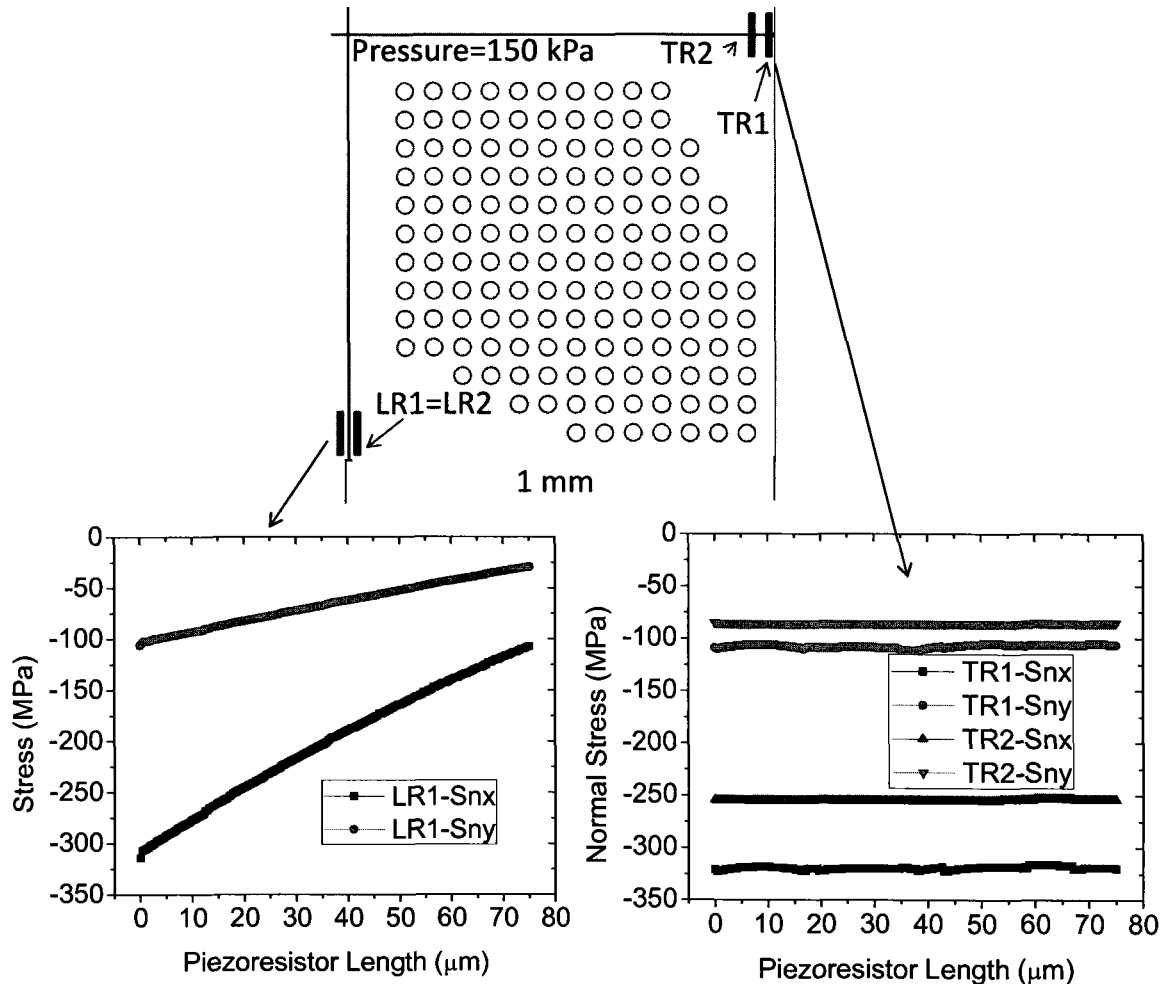 Pressure=150 kPa
TR2
TR1
LR1=LR2
1 mm
0
-50
-100
-150
-200
-250
-300
-350
Stress (MPa)
LR1-Snx
LR1-Sny
0 10 20 30 40 50 60 70 80
Piezoresistor Length (μm)
0
-50
-100
-150
-200
-250
-300
-350
Normal Stress (MPa)
TR1-Snx
TR1-Sny
TR2-Snx
TR2-Sny
0 10 20 30 40 50 60 70 80
Piezoresistor Length (μm)